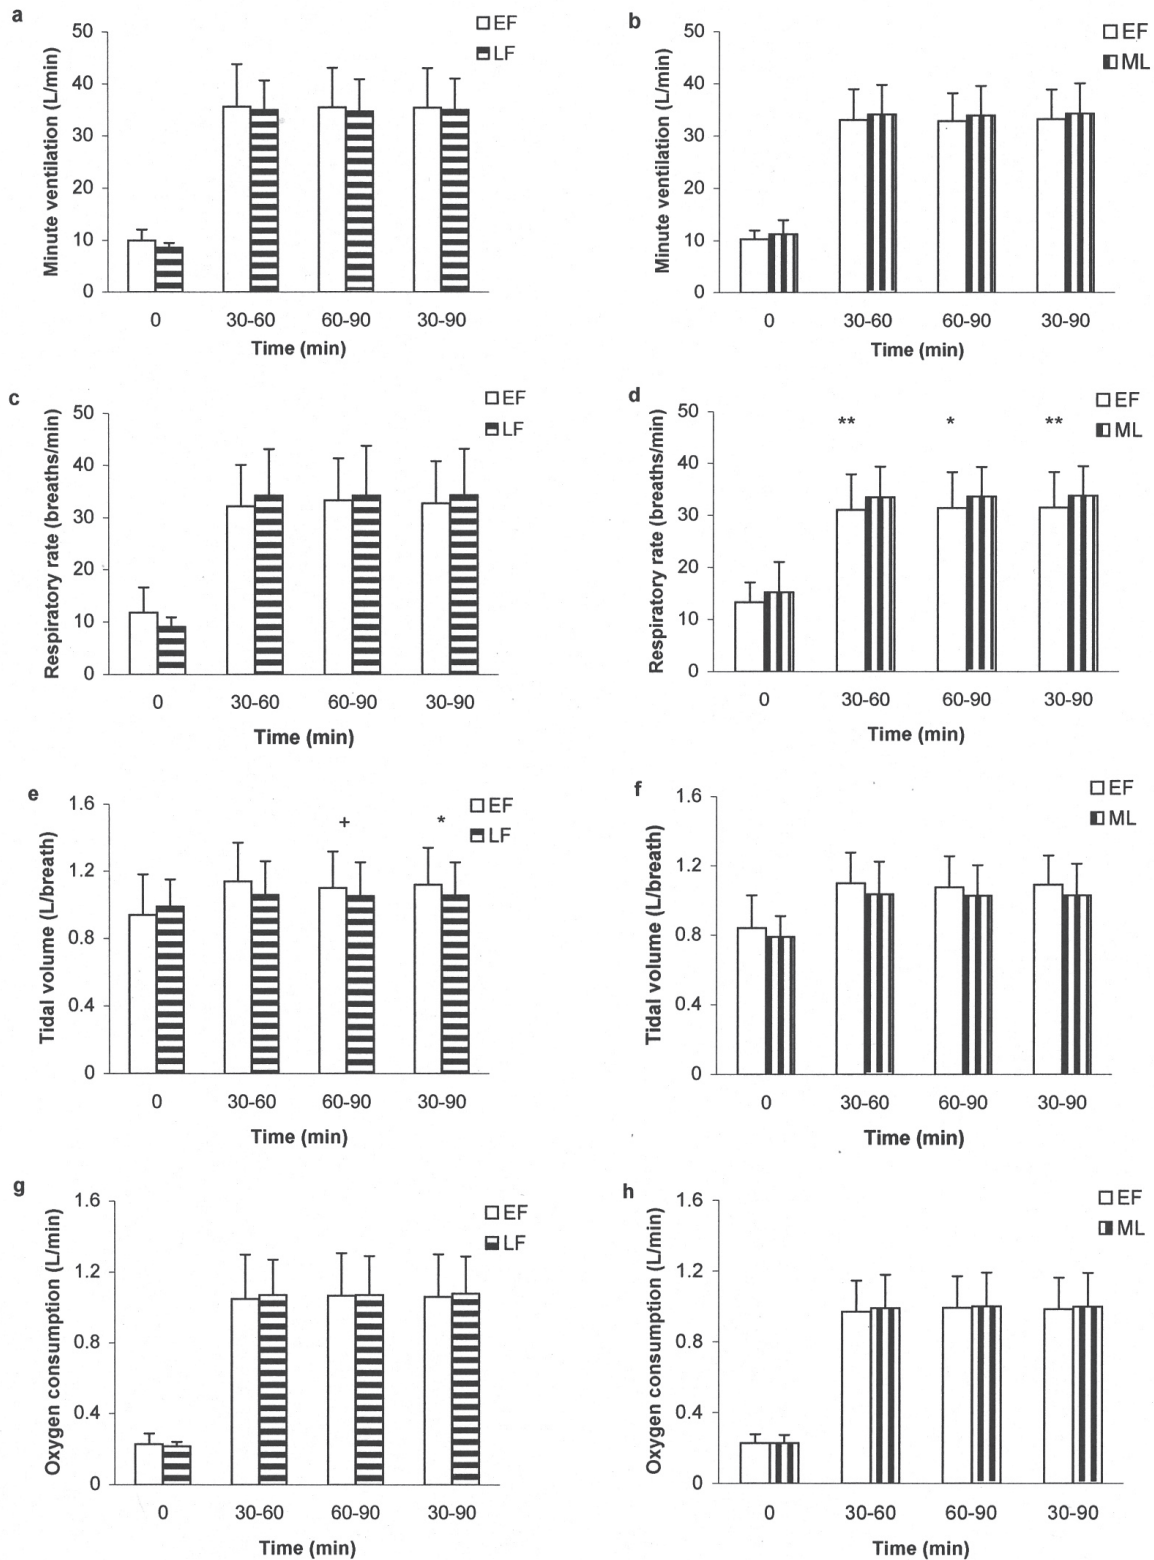 a
EF
LF
50
40
30
20
10
0
Minute ventilation (L/min)
0 30-60 60-90 30-90
Time (min)
b
EF
ML
50
40
30
20
10
0
Minute ventilation (L/min)
0 30-60 60-90 30-90
Time (min)
c
EF
LF
50
40
30
20
10
0
Respiratory rate (breaths/min)
0 30-60 60-90 30-90
Time (min)
d
EF
ML
** * **
50
40
30
20
10
0
Respiratory rate (breaths/min)
0 30-60 60-90 30-90
Time (min)
e
EF
LF
+ *
1.6
1.2
0.8
0.4
0
Tidal volume (L/breath)
0 30-60 60-90 30-90
Time (min)
f
EF
ML
1.6
1.2
0.8
0.4
0
Tidal volume (L/breath)
0 30-60 60-90 30-90
Time (min)
g
EF
LF
1.6
1.2
0.8
0.4
0
Oxygen consumption (L/min)
0 30-60 60-90 30-90
Time (min)
h
EF
ML
1.6
1.2
0.8
0.4
0
Oxygen consumption (L/min)
0 30-60 60-90 30-90
Time (min)